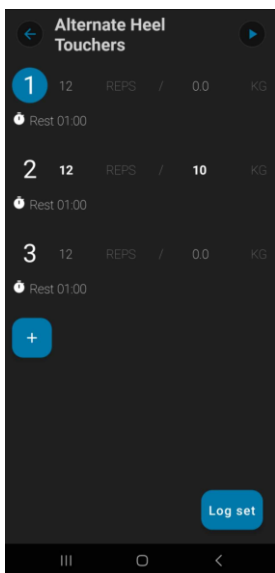 Alternate Heel
Touchers
1 12 REPS / 0.0 KG
Rest 01:00
2 12 REPS / 10 KG
Rest 01:00
3 12 REPS / 0.0 KG
Rest 01:00
+
Log set